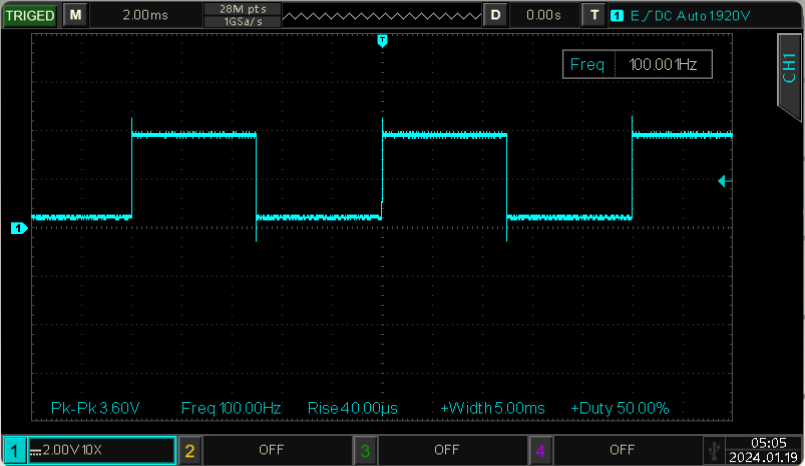 TRIGED M 2.00ms 28M pts D 0.00s T 1 E DC Auto 1.920V
1GSa/s
T
Freq 100.001Hz
CH1
1
Pk-Pk 3.60V Freq 100.00Hz Rise 40.00µs +Width 5.00ms +Duty 50.00%
1 2.00V 10X 2 OFF 3 OFF 4 OFF 05:05
2024.01.19